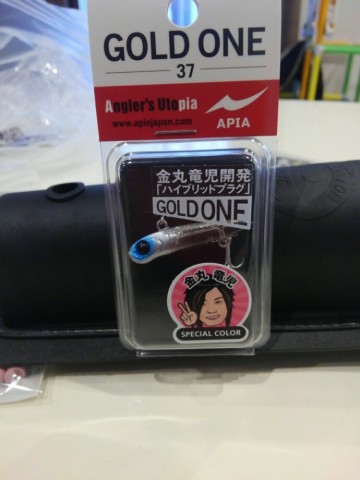 GOLD ONE
37
Angler's Utopia
www.apiajapan.com
APIA
金丸竜児開発
「ハイブリッドプラグ」
GOLD ONE
金丸 竜児
SPECIAL COLOR